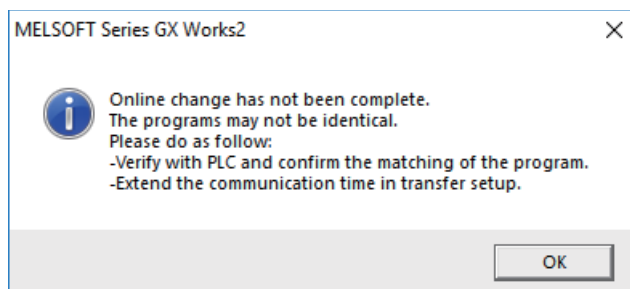 MELSOFT Series GX Works2
Online change has not been complete.
The programs may not be identical.
Please do as follow:
-Verify with PLC and confirm the matching of the program.
-Extend the communication time in transfer setup.
OK